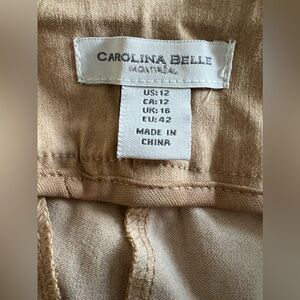 CAROLINA BELLE
MONTRÉAL
US:12
CA:12
UK:16
EU:42
MADE IN
CHINA